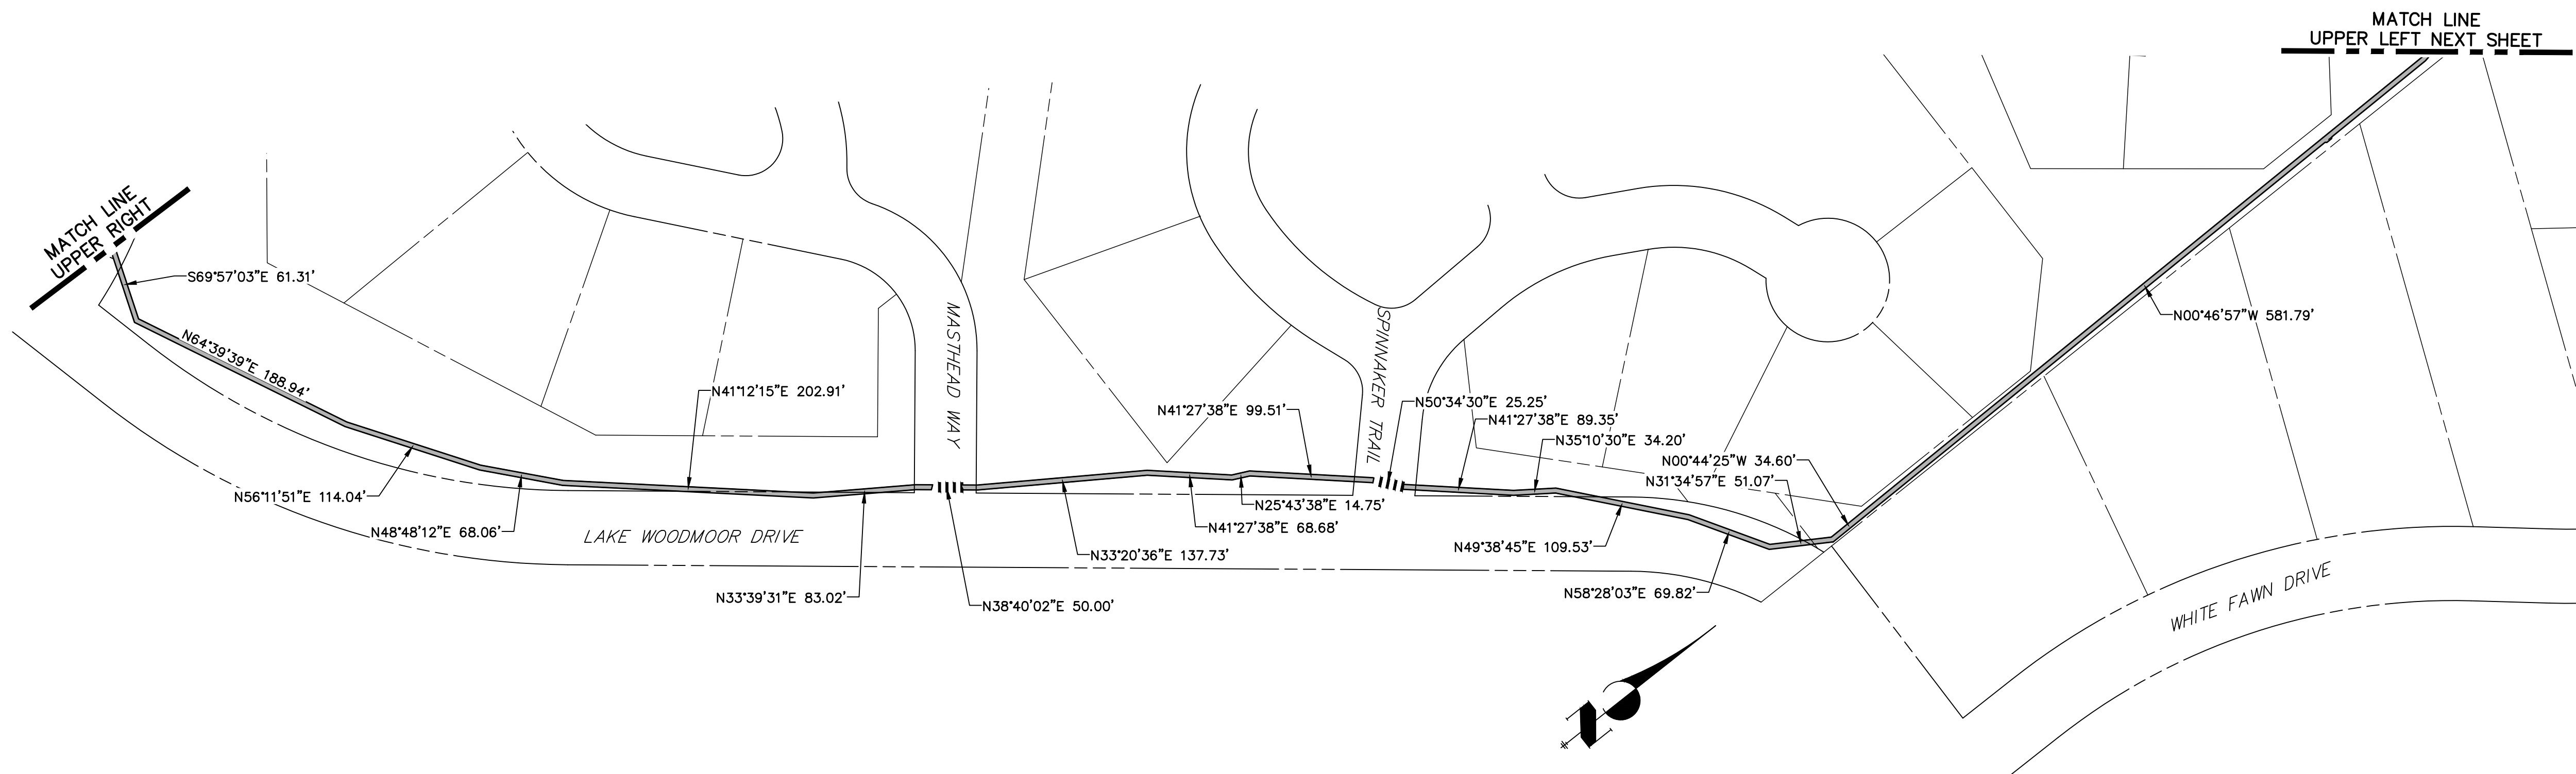 MATCH LINE
UPPER LEFT NEXT SHEET
MATCH LINE
UPPER RIGHT
S69°57'03"E 61.31'
N64°39'39"E 188.94'
N56°11'51"E 114.04'
N48°48'12"E 68.06'
N41°12'15"E 202.91'
LAKE WOODMOOR DRIVE
N33°39'31"E 83.02'
MASTHEAD WAY
N38°40'02"E 50.00'
N33°20'36"E 137.73'
N41°27'38"E 68.68'
N25°43'38"E 14.75'
N41°27'38"E 99.51'
SPINNAKER TRAIL
N50°34'30"E 25.25'
N41°27'38"E 89.35'
N35°10'30"E 34.20'
N49°38'45"E 109.53'
N58°28'03"E 69.82'
N31°34'57"E 51.07'
N00°44'25"W 34.60'
N00°46'57"W 581.79'
WHITE FAWN DRIVE
N